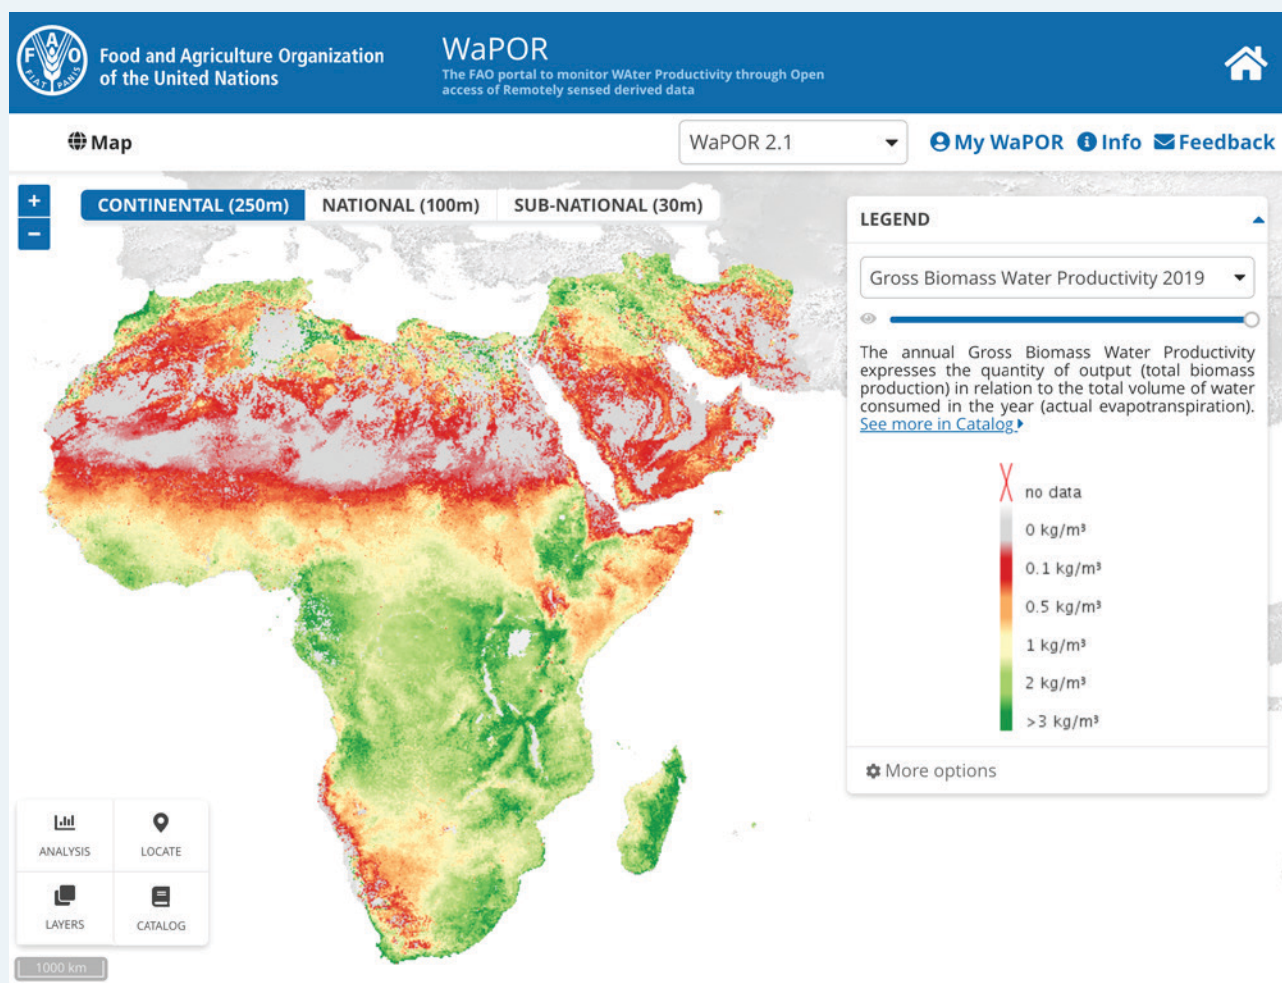 FAO
FIAT PANIS
Food and Agriculture Organization
of the United Nations
WaPOR
The FAO portal to monitor WAter Productivity through Open
access of Remotely sensed derived data
Map
WaPOR 2.1
My WaPOR
Info
Feedback
+
−
CONTINENTAL (250m)
NATIONAL (100m)
SUB-NATIONAL (30m)
LEGEND
Gross Biomass Water Productivity 2019
The annual Gross Biomass Water Productivity
expresses the quantity of output (total biomass
production) in relation to the total volume of water
consumed in the year (actual evapotranspiration).
See more in Catalog
no data
0 kg/m³
0.1 kg/m³
0.5 kg/m³
1 kg/m³
2 kg/m³
>3 kg/m³
More options
ANALYSIS
LOCATE
LAYERS
CATALOG
1000 km